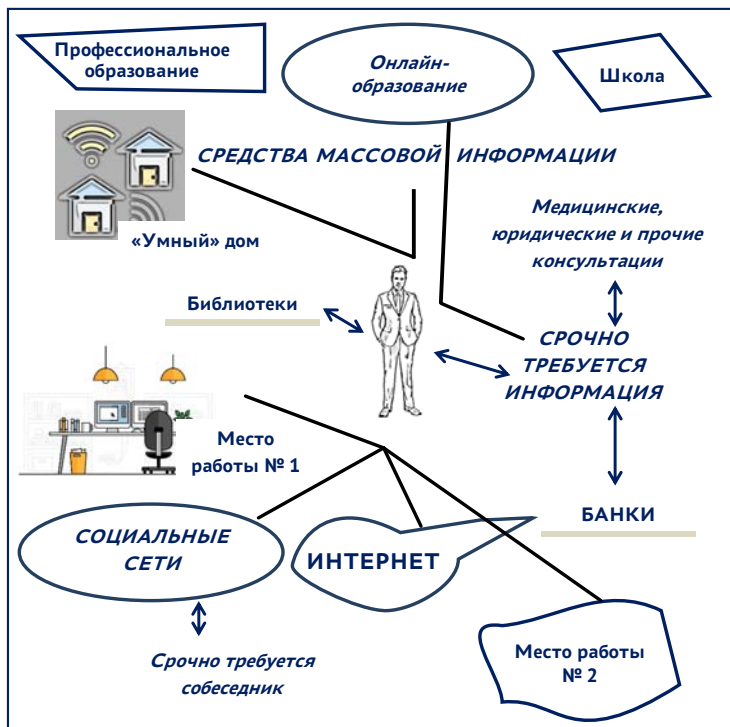 Профессиональное
образование
Онлайн-
образование
Школа
СРЕДСТВА МАССОВОЙ ИНФОРМАЦИИ
«Умный» дом
Медицинские,
юридические и прочие
консультации
Библиотеки
СРОЧНО
ТРЕБУЕТСЯ
ИНФОРМАЦИЯ
Место
работы № 1
БАНКИ
СОЦИАЛЬНЫЕ
СЕТИ
ИНТЕРНЕТ
Срочно требуется
собеседник
Место работы
№ 2